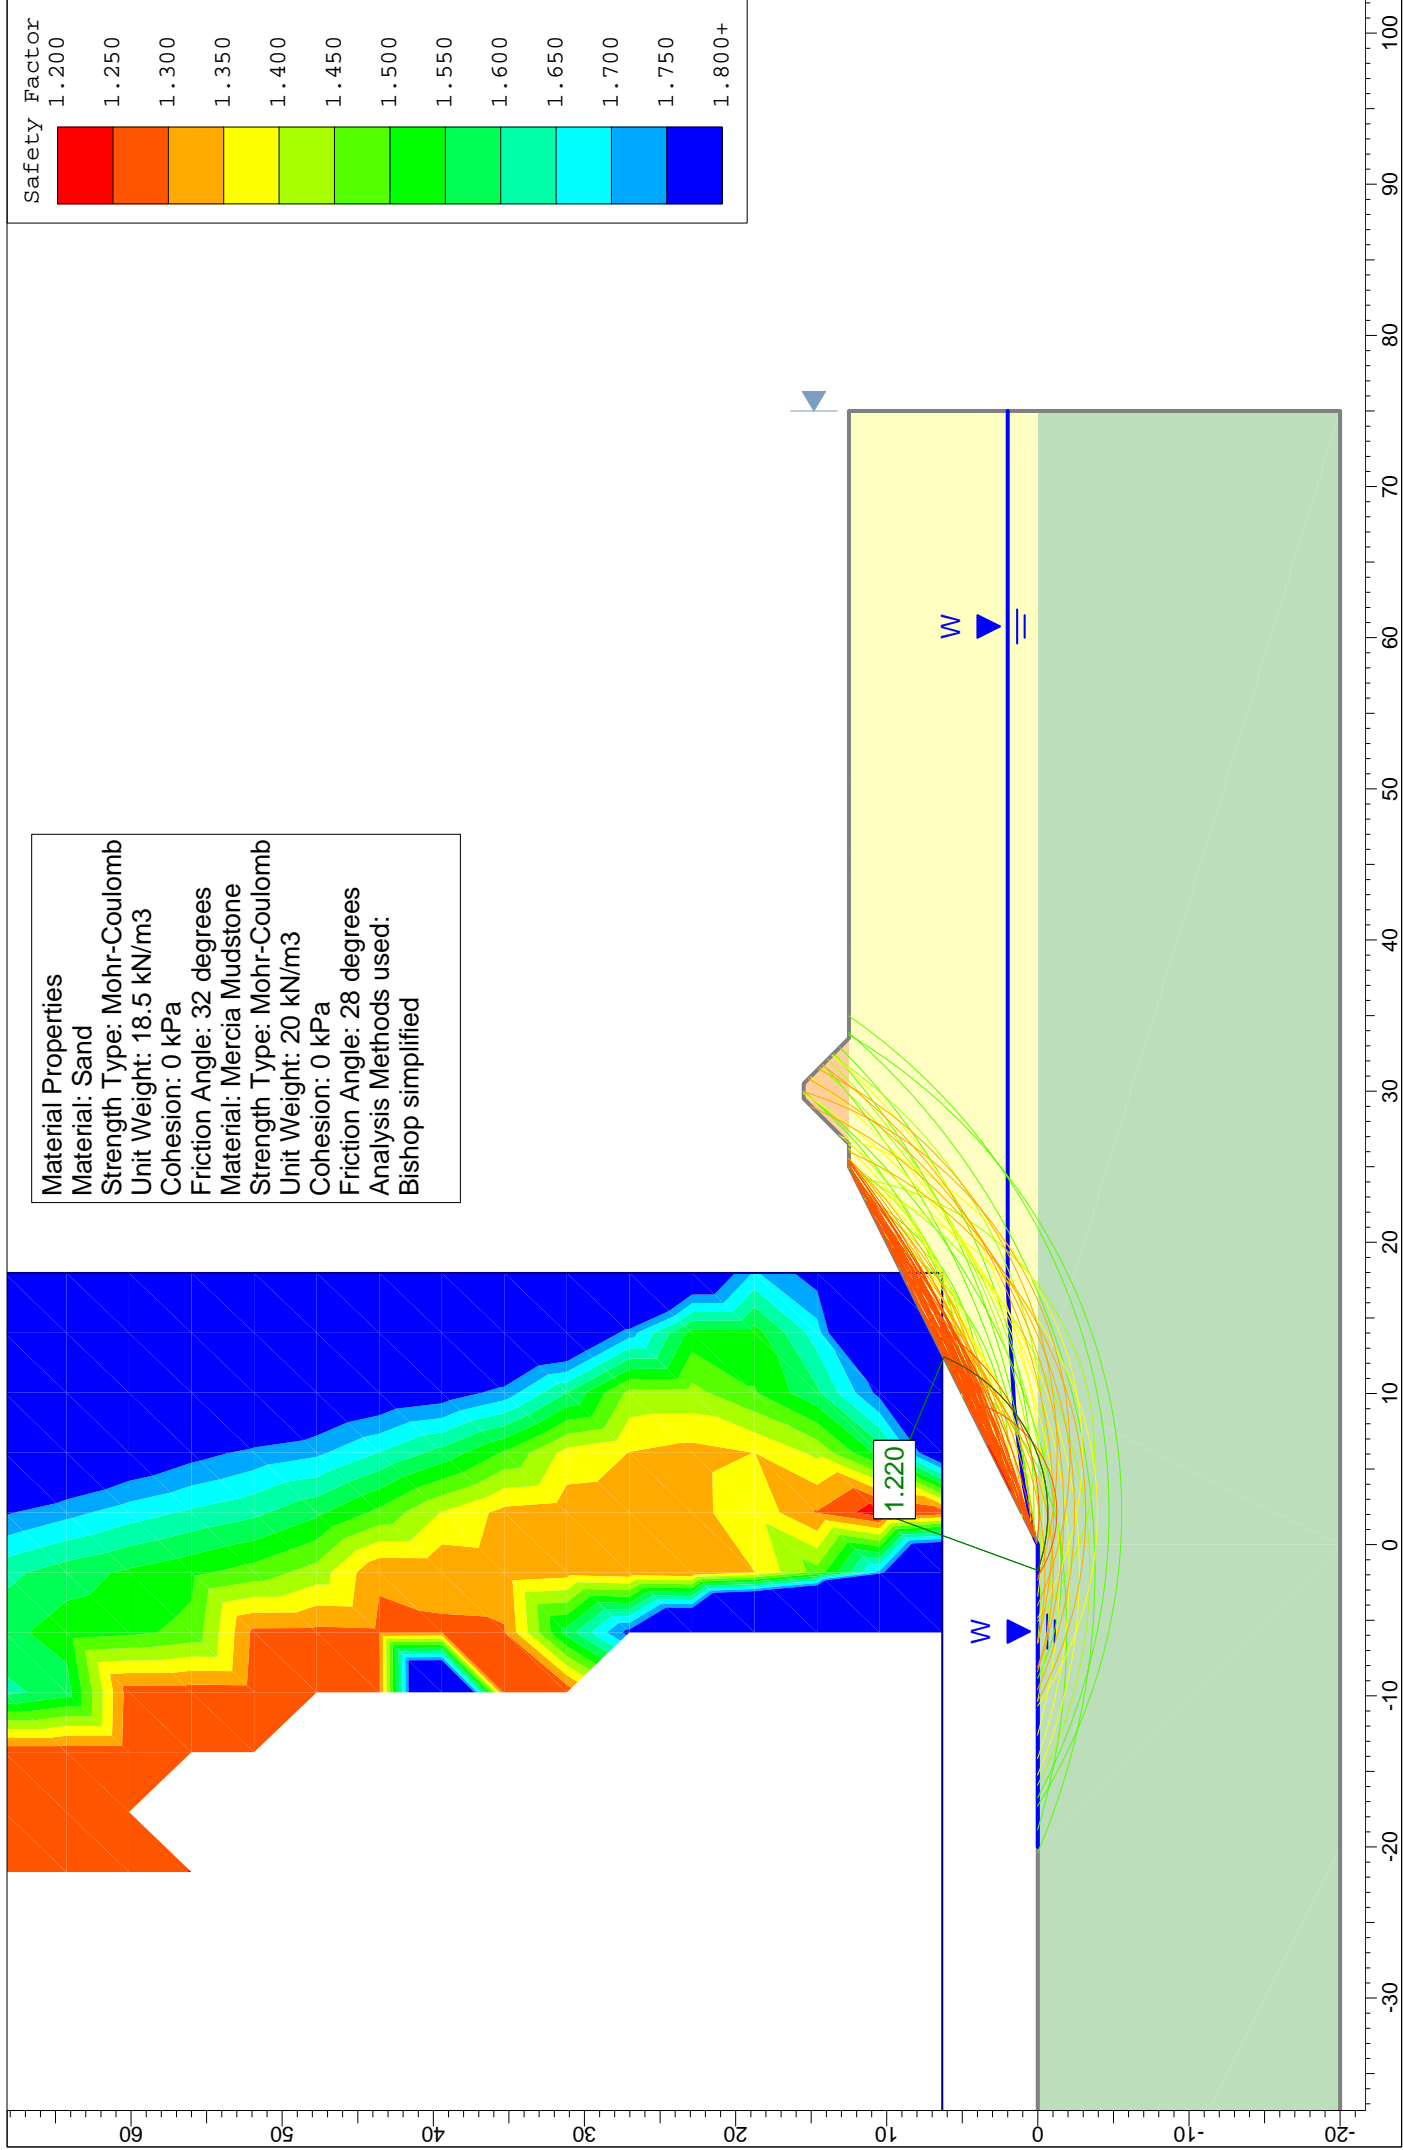 Safety Factor
1.200
1.250
1.300
1.350
1.400
1.450
1.500
1.550
1.600
1.650
1.700
1.750
1.800+
Material Properties
Material: Sand
Strength Type: Mohr-Coulomb
Unit Weight: 18.5 kN/m3
Cohesion: 0 kPa
Friction Angle: 32 degrees
Material: Mercia Mudstone
Strength Type: Mohr-Coulomb
Unit Weight: 20 kN/m3
Cohesion: 0 kPa
Friction Angle: 28 degrees
Analysis Methods used:
Bishop simplified
1.220
W
W
60
50
40
30
20
10
0
-10
-20
-30
-20
-10
0
10
20
30
40
50
60
70
80
90
100